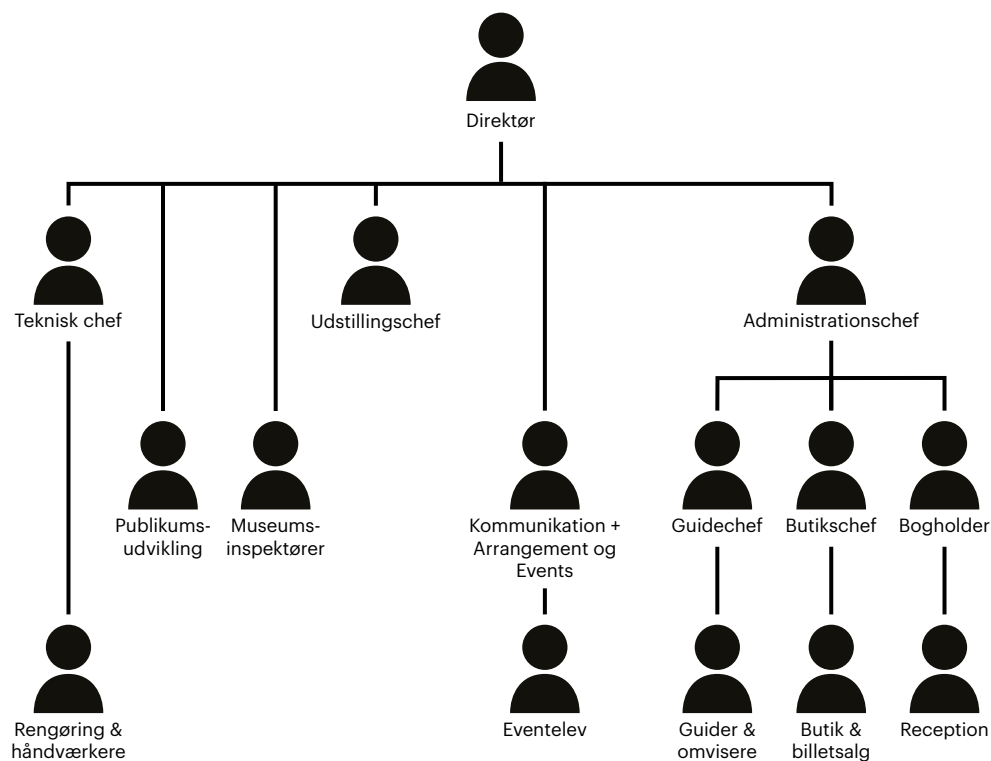 Direktør
Teknisk chef
Udstillingschef
Administrationschef
Publikums-
udvikling
Museums-
inspektører
Kommunikation +
Arrangement og
Events
Guidechef
Butikschef
Bogholder
Rengøring &
håndværkere
Eventelev
Guider &
omvisere
Butik &
billetsalg
Reception